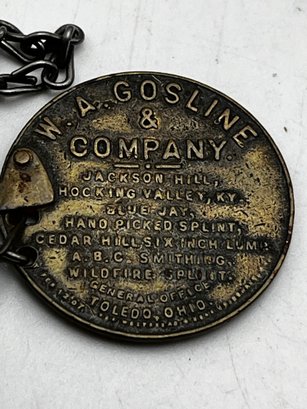 W. A. GOSLINE
&
COMPANY.
JACKSON HILL,
HOCKING VALLEY, KY.
BLUE JAY,
HAND PICKED SPLINT,
CEDAR HILL SIX INCH LUMP
A. B. C. SMITHING,
WILDFIRE SPLINT.
GENERAL OFFICE
TOLEDO, OHIO.